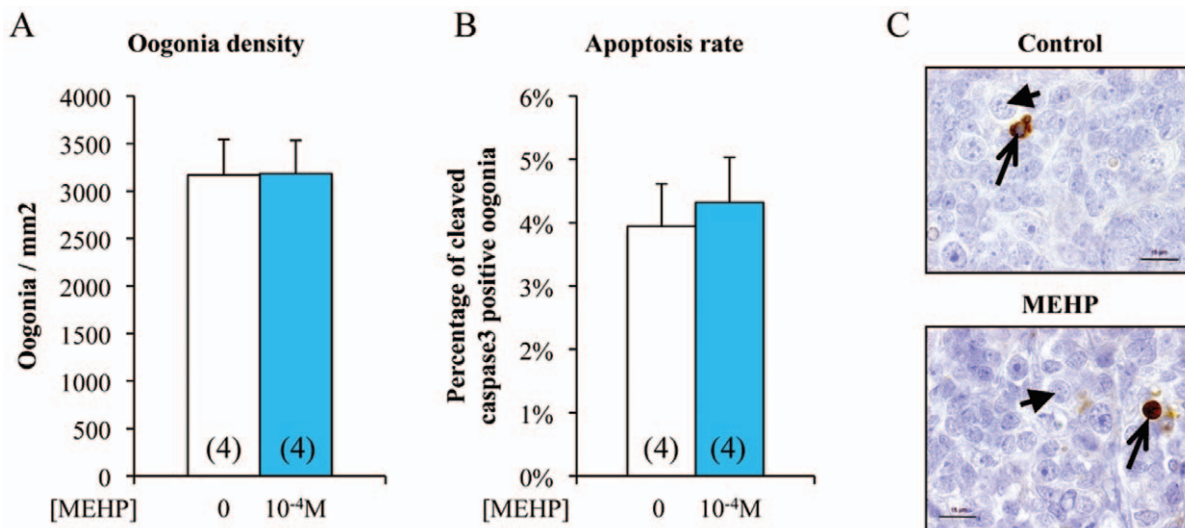 A
Oogonia density
Oogonia / mm2
4000
3500
3000
2500
2000
1500
1000
500
0
(4)
(4)
[MEHP]
0
10⁻⁴M
B
Apoptosis rate
Percentage of cleaved
caspase3 positive oogonia
6%
5%
4%
3%
2%
1%
0%
(4)
(4)
[MEHP]
0
10⁻⁴M
C
Control
MEHP